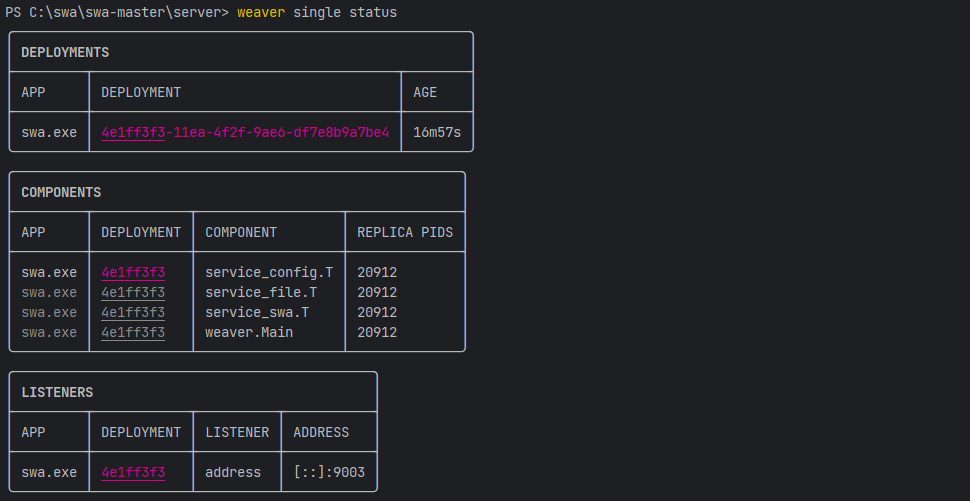 PS C:\swa\swa-master\server> weaver single status
DEPLOYMENTS
APP DEPLOYMENT AGE
swa.exe 4e1ff3f3-11ea-4f2f-9ae6-df7e8b9a7be4 16m57s
COMPONENTS
APP DEPLOYMENT COMPONENT REPLICA PIDS
swa.exe 4e1ff3f3 service_config.T 20912
swa.exe 4e1ff3f3 service_file.T 20912
swa.exe 4e1ff3f3 service_swa.T 20912
swa.exe 4e1ff3f3 weaver.Main 20912
LISTENERS
APP DEPLOYMENT LISTENER ADDRESS
swa.exe 4e1ff3f3 address [::]:9003